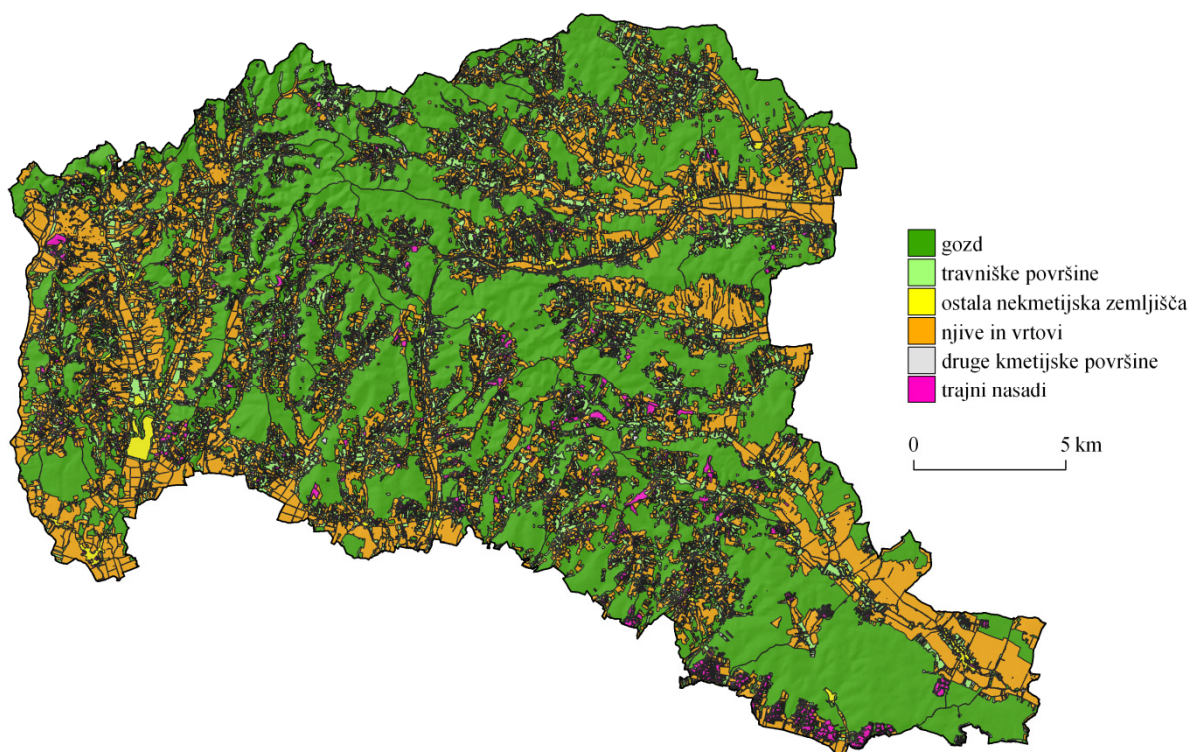 gozd
travniške površine
ostala nekmetijska zemljišča
njive in vrtovi
druge kmetijske površine
trajni nasadi
0 5 km